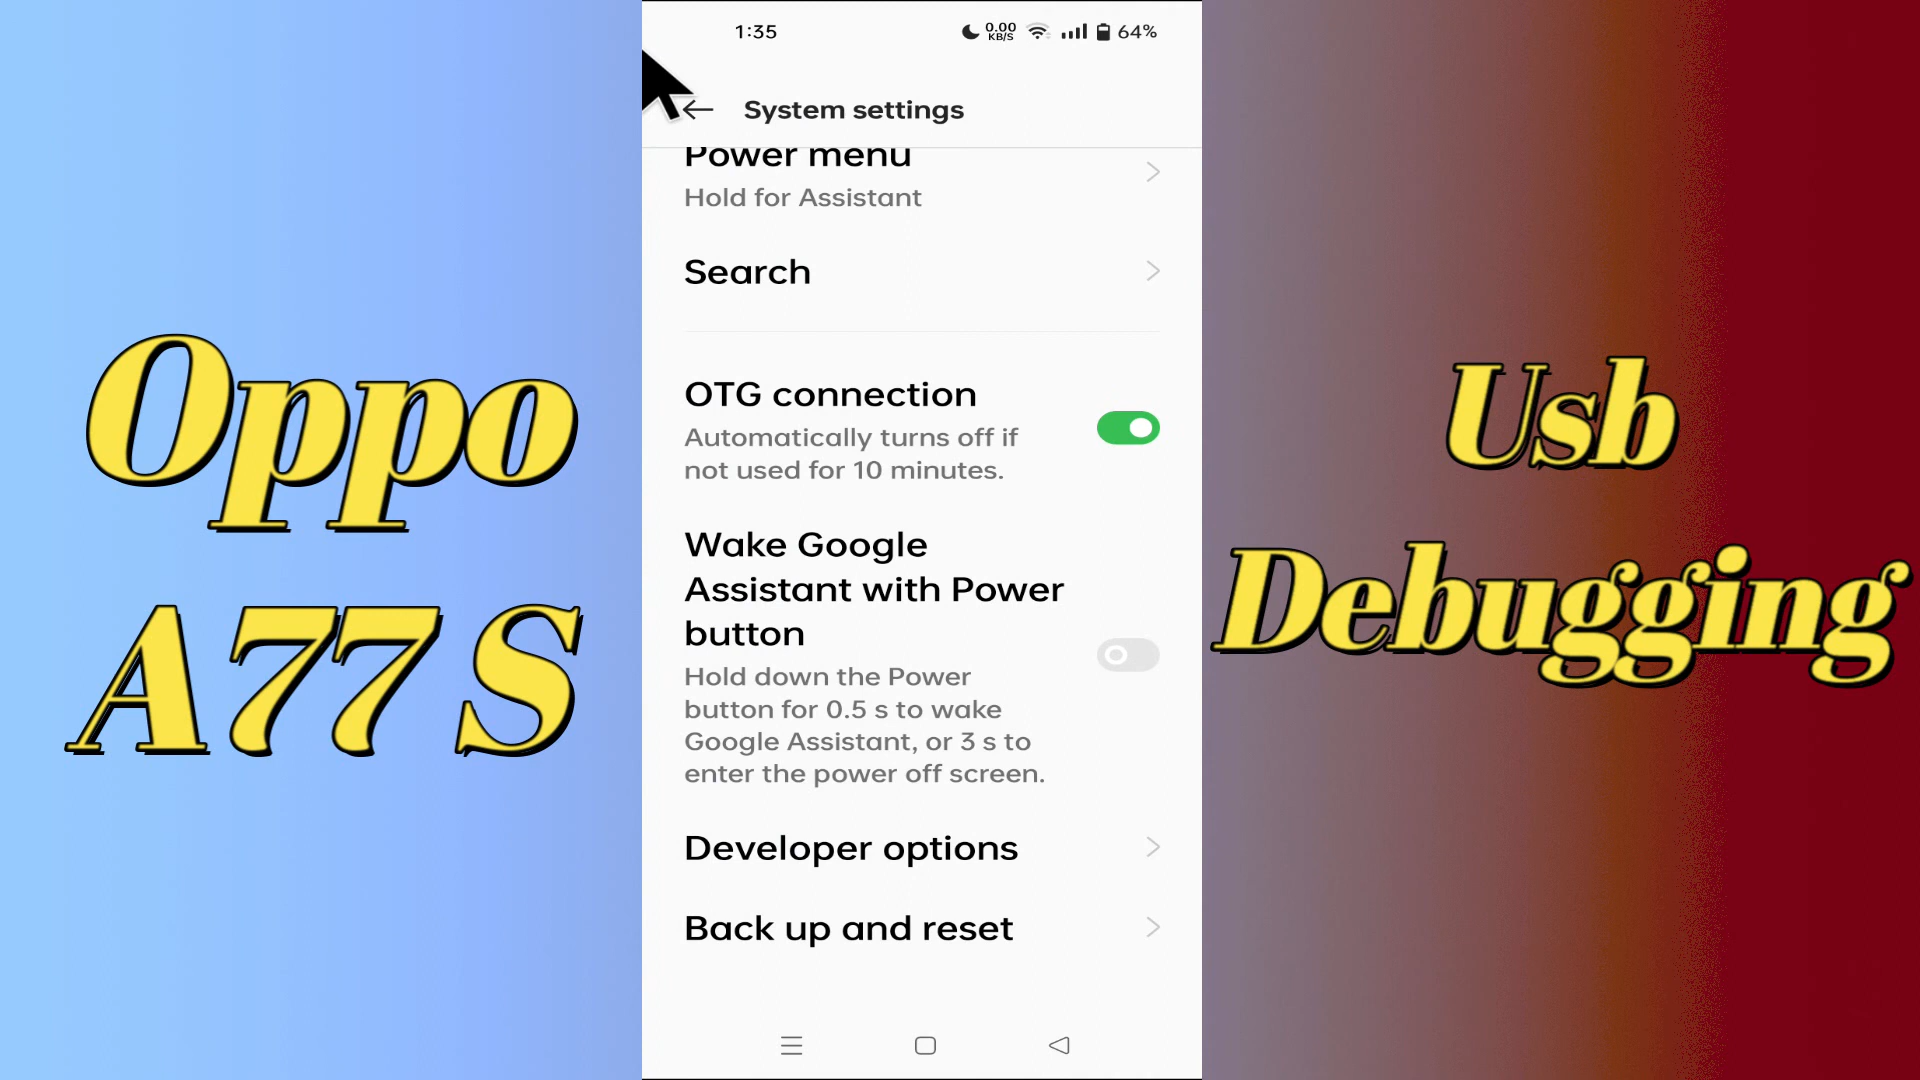 Oppo
A77 S
1:35
0.00
KB/S
64%
System settings
Power menu
Hold for Assistant
Search
OTG connection
Automatically turns off if
not used for 10 minutes.
Wake Google
Assistant with Power
button
Hold down the Power
button for 0.5 s to wake
Google Assistant, or 3 s to
enter the power off screen.
Developer options
Back up and reset
Usb
Debugging